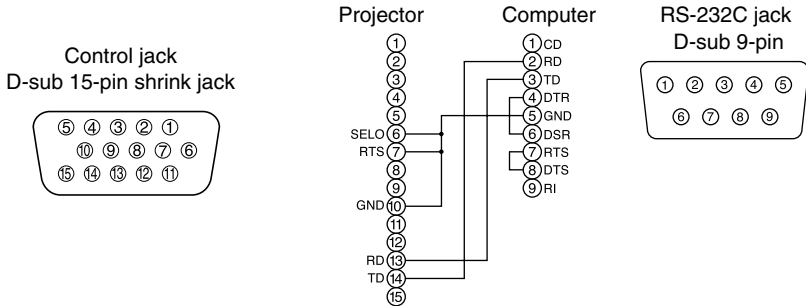 Control jack
D-sub 15-pin shrink jack
5 4 3 2 1
10 9 8 7 6
15 14 13 12 11
Projector
1
2
3
4
5
SELO 6
RTS 7
8
9
GND 10
11
12
RD 13
TD 14
15
Computer
1 CD
2 RD
3 TD
4 DTR
5 GND
6 DSR
7 RTS
8 DTS
9 RI
RS-232C jack
D-sub 9-pin
1 2 3 4 5
6 7 8 9